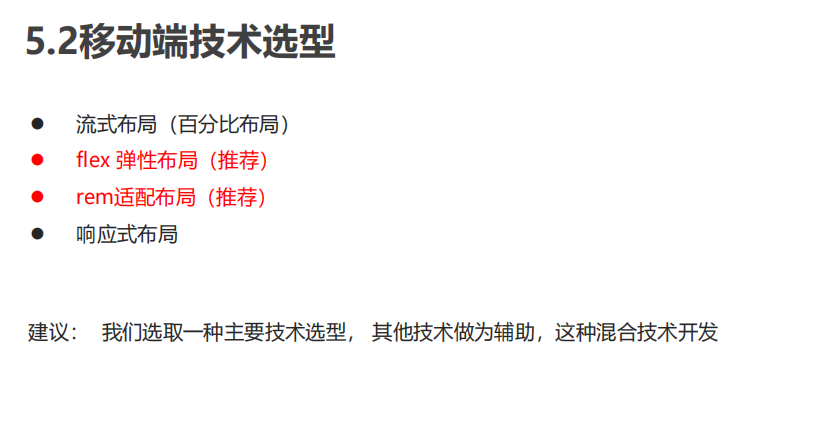 5.2移动端技术选型
● 流式布局（百分比布局）
● flex 弹性布局（推荐）
● rem适配布局（推荐）
● 响应式布局
建议： 我们选取一种主要技术选型， 其他技术做为辅助，这种混合技术开发